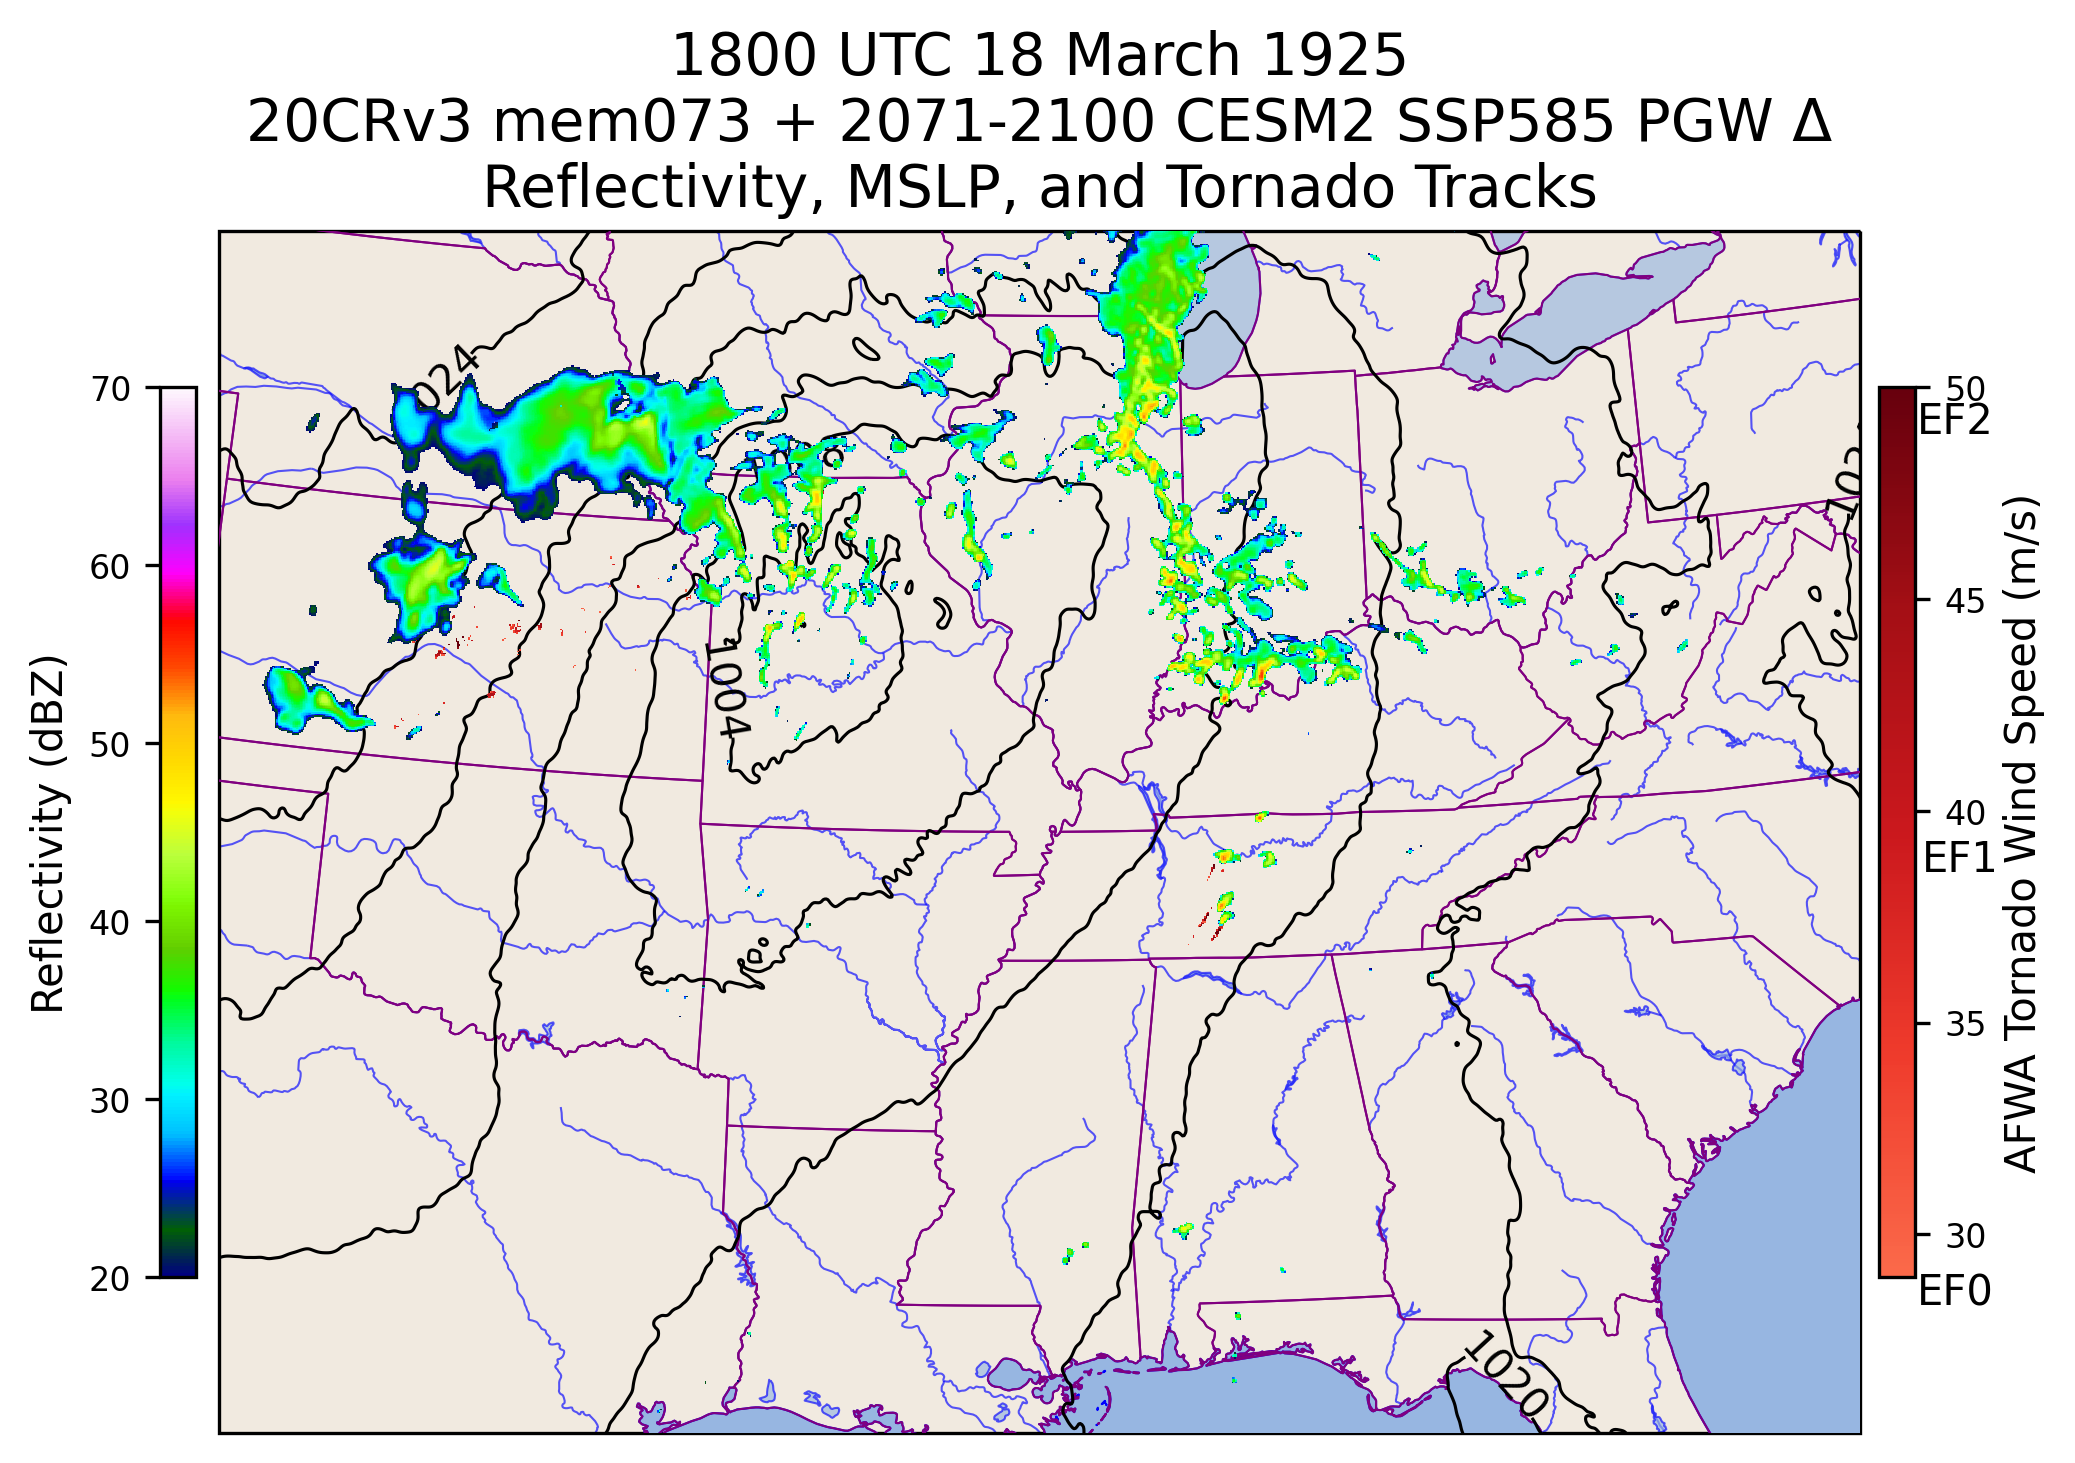 1800 UTC 18 March 1925
20CRv3 mem073 + 2071-2100 CESM2 SSP585 PGW Δ
Reflectivity, MSLP, and Tornado Tracks
Reflectivity (dBZ)
70
60
50
40
30
20
024
1004
1020
50
EF2
45
40
EF1
35
30
EF0
AFWA Tornado Wind Speed (m/s)